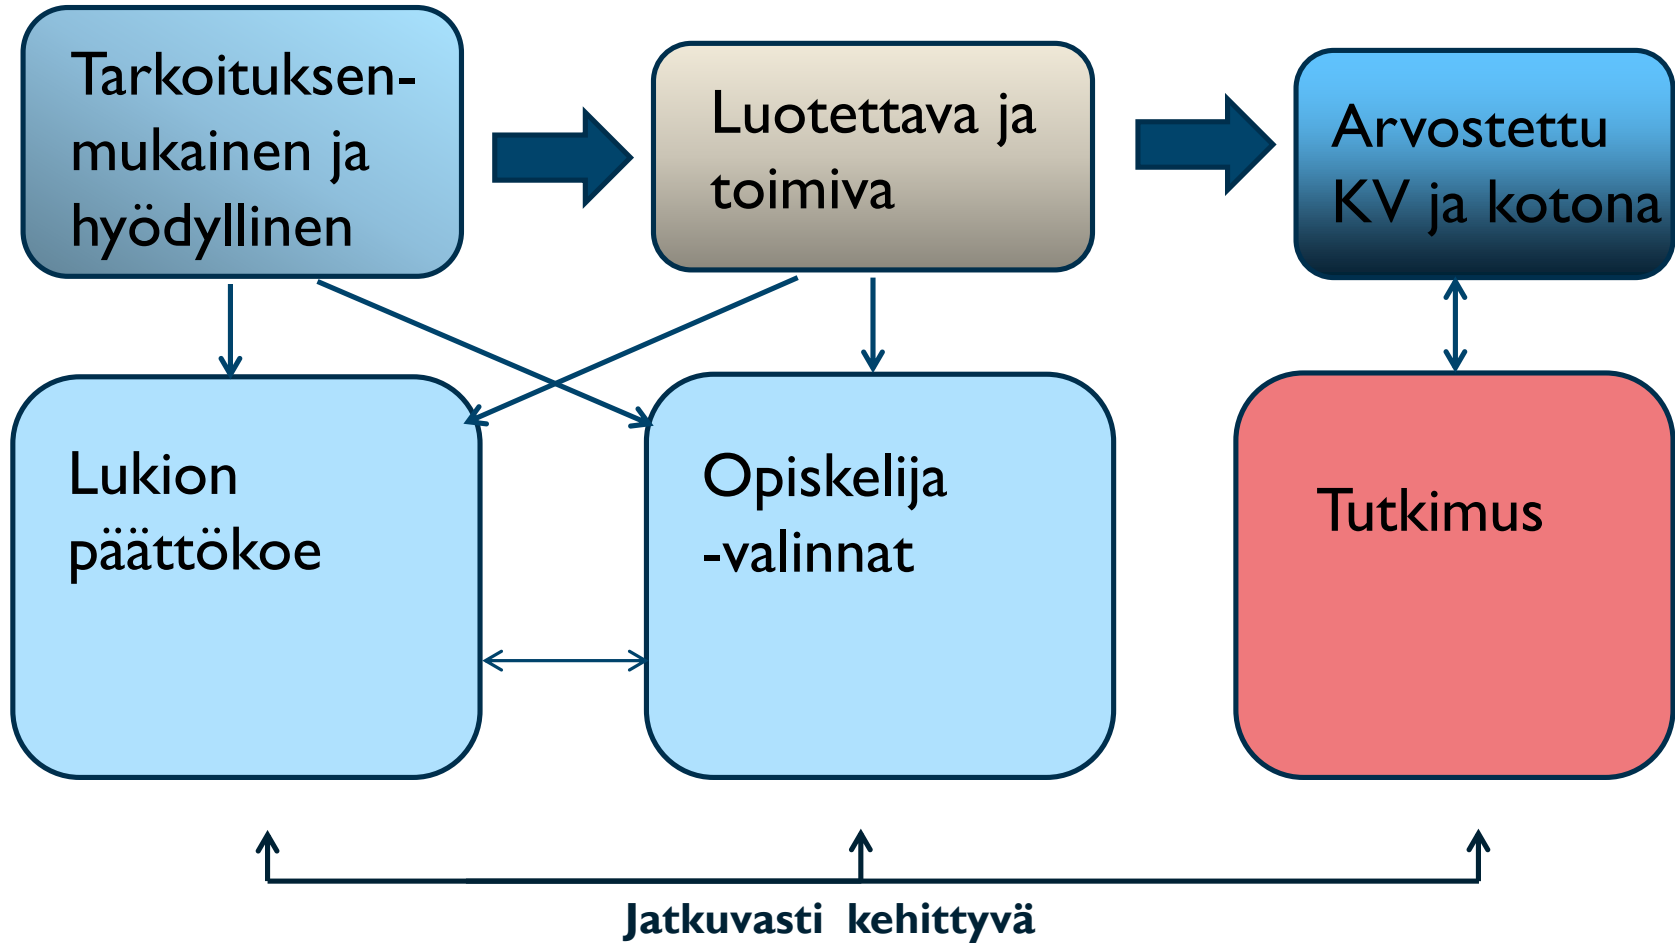 Tarkoituksen-
mukainen ja
hyödyllinen
Luotettava ja
toimiva
Arvostettu
KV ja kotona
Lukion
päättökoe
Opiskelija
-valinnat
Tutkimus
Jatkuvasti kehittyvä